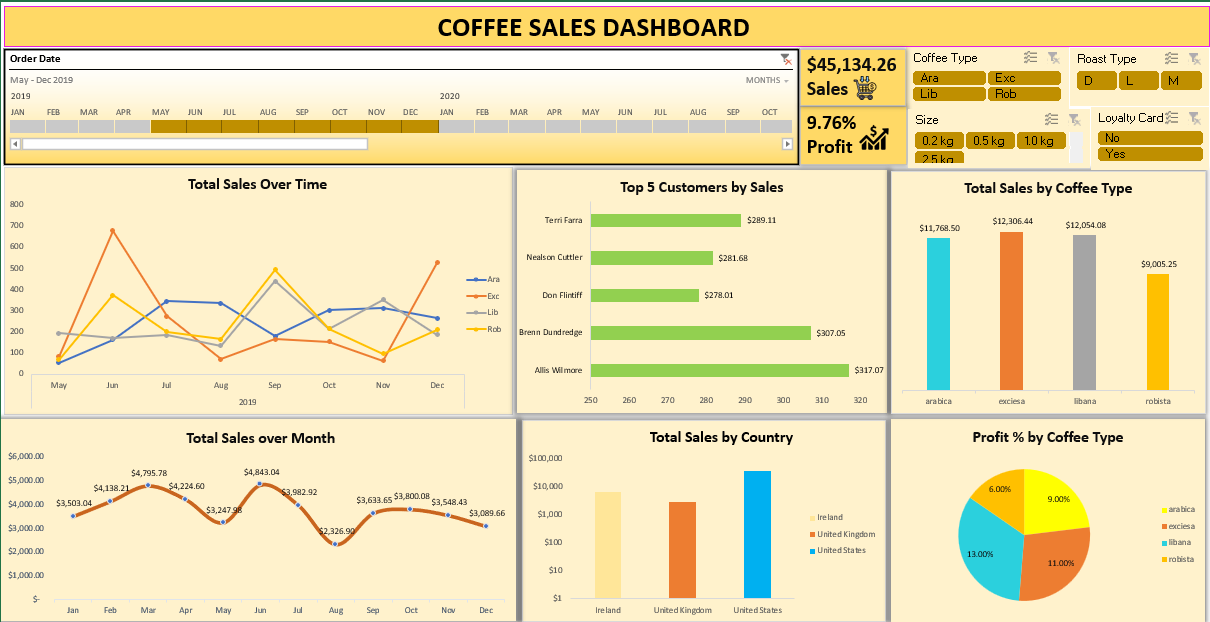 COFFEE SALES DASHBOARD
Order Date
May - Dec 2019
MONTHS
2019 2020
JAN FEB MAR APR MAY JUN JUL AUG SEP OCT NOV DEC JAN FEB MAR APR MAY JUN JUL AUG SEP OCT
$45,134.26
Sales
9.76%
Profit
Coffee Type
Ara Exc
Lib Rob
Roast Type
D L M
Size
0.2 kg 0.5 kg 1.0 kg
2.5 kg
Loyalty Card
No
Yes
Total Sales Over Time
800
700
600
500
400
300
200
100
0
May Jun Jul Aug Sep Oct Nov Dec
2019
Ara
Exc
Lib
Rob
Top 5 Customers by Sales
Terri Farra $289.11
Nealson Cuttler $281.68
Don Flintiff $278.01
Brenn Dundredge $307.05
Allis Wilmore $317.07
250 260 270 280 290 300 310 320
Total Sales by Coffee Type
$11,768.50 $12,306.44 $12,054.08 $9,005.25
arabica exciesa libana robista
Total Sales over Month
$6,000.00
$5,000.00
$4,000.00
$3,000.00
$2,000.00
$1,000.00
$-
$3,503.04 $4,138.21 $4,795.78 $4,224.60 $3,247.98 $4,843.04 $3,982.92 $2,326.90 $3,633.65 $3,800.08 $3,548.43 $3,089.66
Jan Feb Mar Apr May Jun Jul Aug Sep Oct Nov Dec
Total Sales by Country
$100,000
$10,000
$1,000
$100
$10
$1
Ireland United Kingdom United States
Ireland
United Kingdom
United States
Profit % by Coffee Type
6.00% 9.00%
13.00% 11.00%
arabica
exciesa
libana
robista